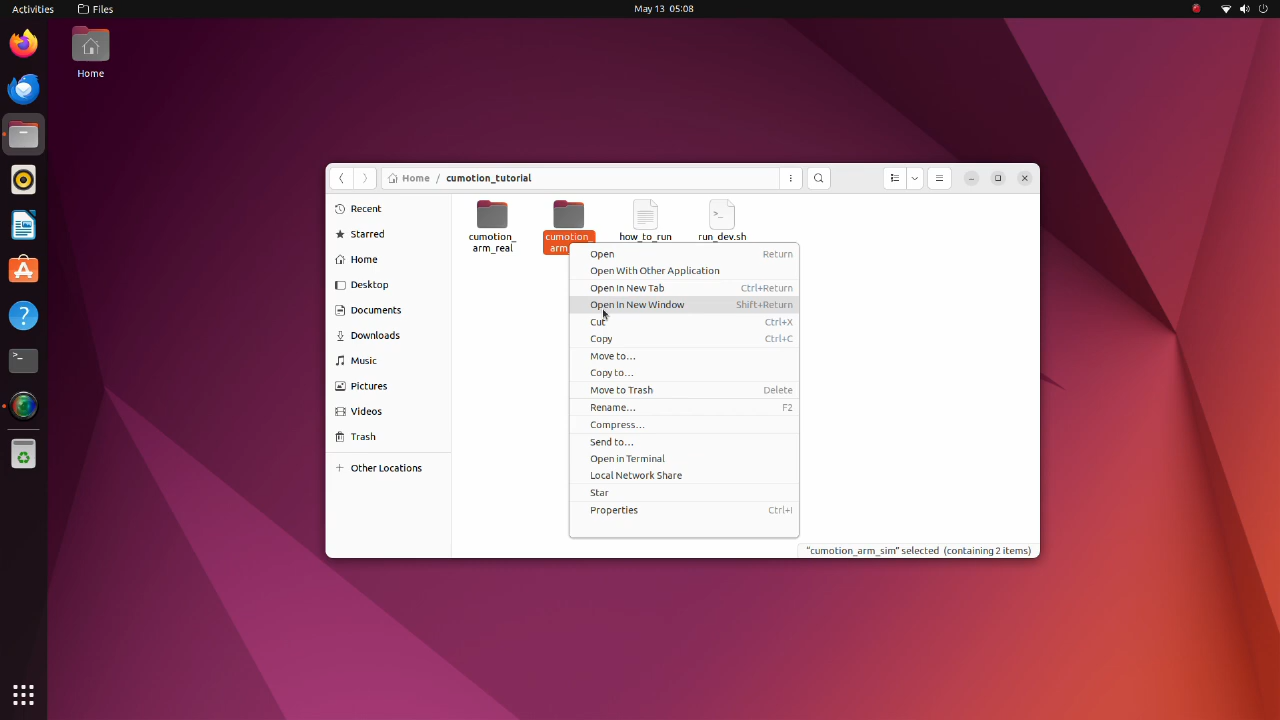 Activities Files May 13 05:08
Home
Home / cumotion_tutorial
Recent
Starred
Home
Desktop
Documents
Downloads
Music
Pictures
Videos
Trash
Other Locations
cumotion_
arm_real
cumotion_
arm
how_to_run
run_dev.sh
Open Return
Open With Other Application
Open In New Tab Ctrl+Return
Open In New Window Shift+Return
Cut Ctrl+X
Copy Ctrl+C
Move to…
Copy to…
Move to Trash Delete
Rename… F2
Compress…
Send to…
Open in Terminal
Local Network Share
Star
Properties Ctrl+I
"cumotion_arm_sim" selected (containing 2 items)